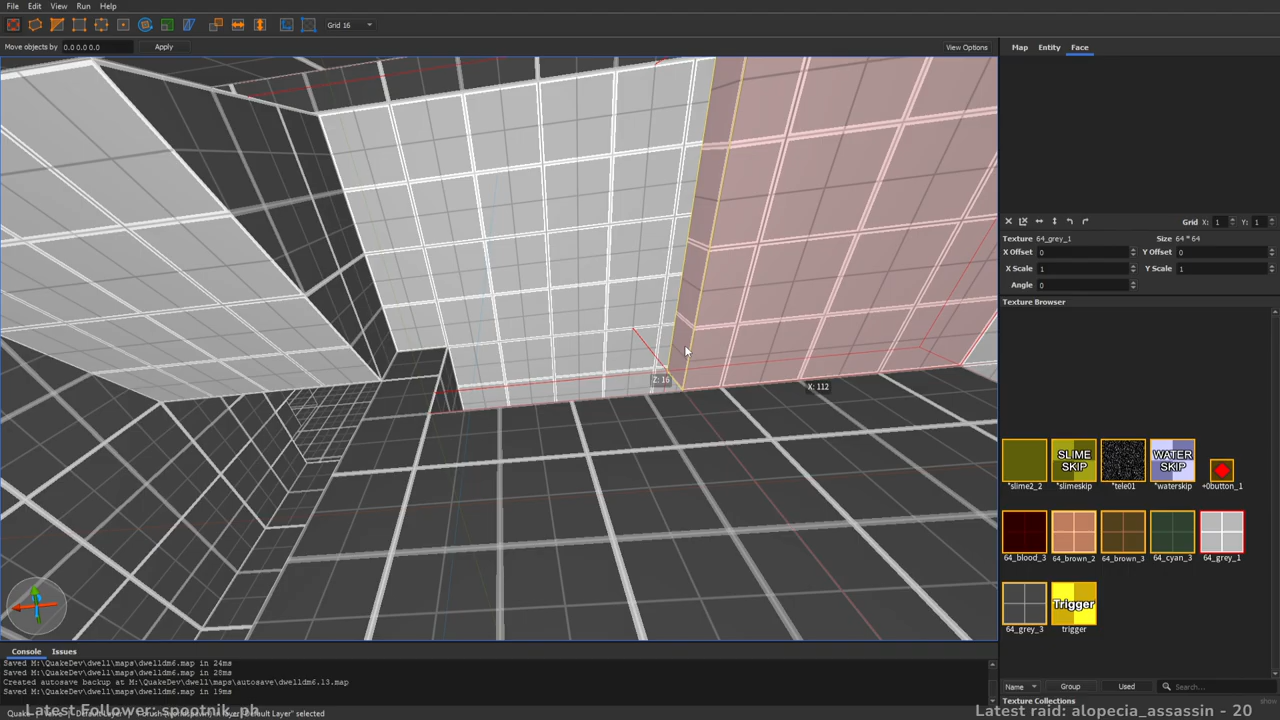 File Edit View Run Help
Grid 16
Move objects by 0.0 0.0 0.0 Apply View Options
Map Entity Face
Z: 16
X: 112
Grid X: 1 Y: 1
Texture 64_grey_1 Size 64 * 64
X Offset 0 Y Offset 0
X Scale 1 Y Scale 1
Angle 0
Texture Browser
SLIME SKIP
WATER SKIP
*slime2_2 *slimeskip *tele01 *waterskip +0button_1
64_blood_3 64_brown_2 64_brown_3 64_cyan_3 64_grey_1
Trigger
64_grey_3 trigger
Console Issues
Saved M:\QuakeDev\dwell\maps\dwelldm6.map in 24ms
Saved M:\QuakeDev\dwell\maps\dwelldm6.map in 28ms
Created autosave backup at M:\QuakeDev\dwell\maps\autosave\dwelldm6.13.map
Saved M:\QuakeDev\dwell\maps\dwelldm6.map in 19ms
Name Group Used Search...
Texture Collections show
Latest Follower: spootnik_ph
Latest raid: alopecia_assassin - 20
selected